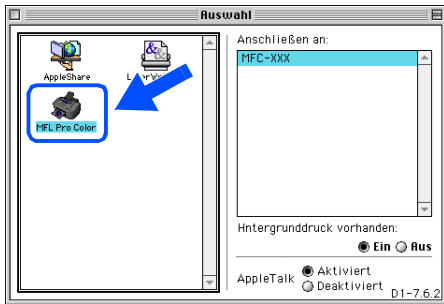 Auswahl
AppleShare
MFL Pro Color
Anschließen an:
MFC-XXX
Hintergrunddruck vorhanden:
Ein Aus
AppleTalk
Aktiviert
Deaktiviert
D1-7.6.2